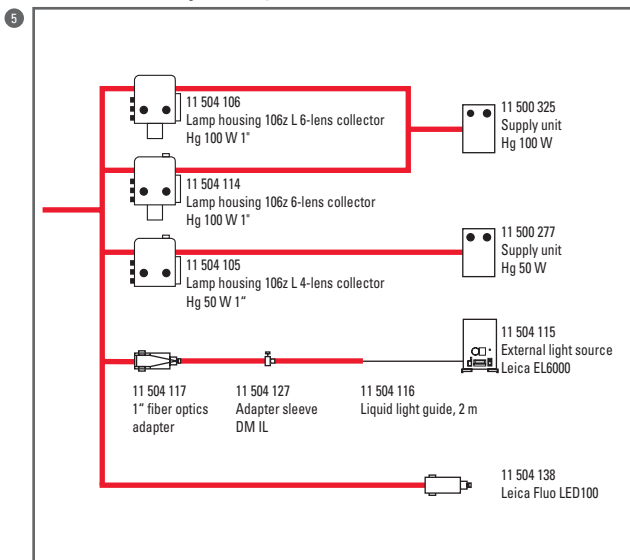 5
11 504 106
Lamp housing 106z L 6-lens collector
Hg 100 W 1"
11 500 325
Supply unit
Hg 100 W
11 504 114
Lamp housing 106z 6-lens collector
Hg 100 W 1"
11 500 277
Supply unit
Hg 50 W
11 504 105
Lamp housing 106z L 4-lens collector
Hg 50 W 1“
11 504 115
External light source
Leica EL6000
11 504 117
1“ fiber optics
adapter
11 504 127
Adapter sleeve
DM IL
11 504 116
Liquid light guide, 2 m
11 504 138
Leica Fluo LED100